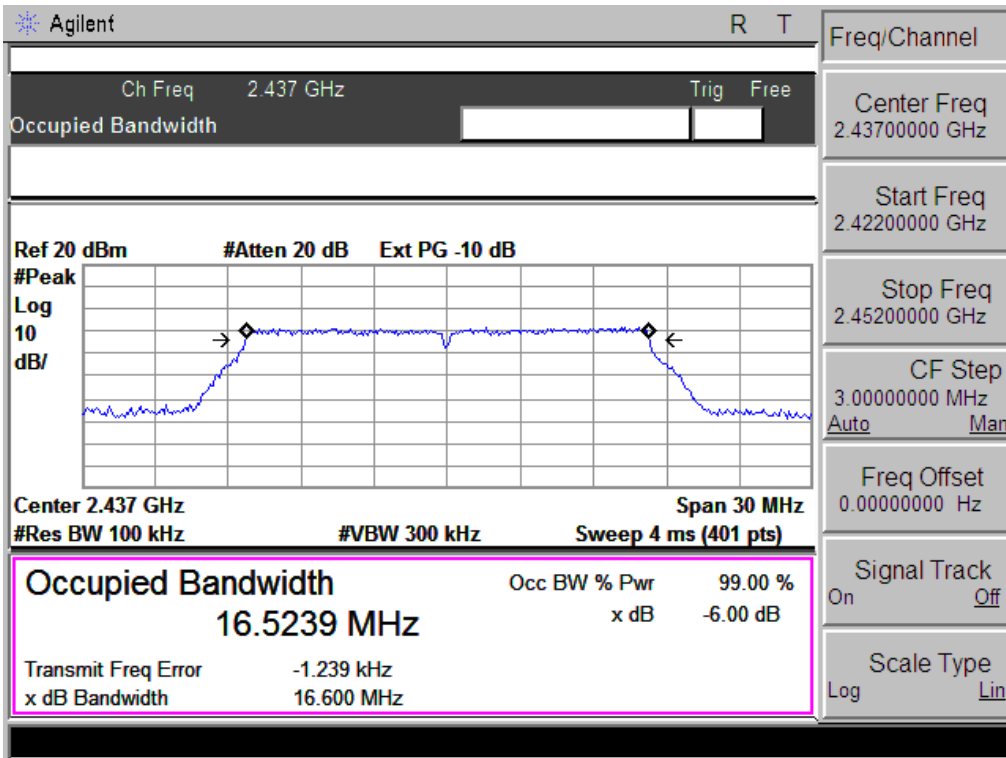 Agilent R T
Ch Freq 2.437 GHz Trig Free
Occupied Bandwidth
Ref 20 dBm #Atten 20 dB Ext PG -10 dB
#Peak
Log
10
dB/
Center 2.437 GHz Span 30 MHz
#Res BW 100 kHz #VBW 300 kHz Sweep 4 ms (401 pts)
Occupied Bandwidth
16.5239 MHz
Occ BW % Pwr 99.00 %
x dB -6.00 dB
Transmit Freq Error -1.239 kHz
x dB Bandwidth 16.600 MHz
Freq/Channel
Center Freq
2.43700000 GHz
Start Freq
2.42200000 GHz
Stop Freq
2.45200000 GHz
CF Step
3.00000000 MHz
Auto Man
Freq Offset
0.00000000 Hz
Signal Track
On Off
Scale Type
Log Lin